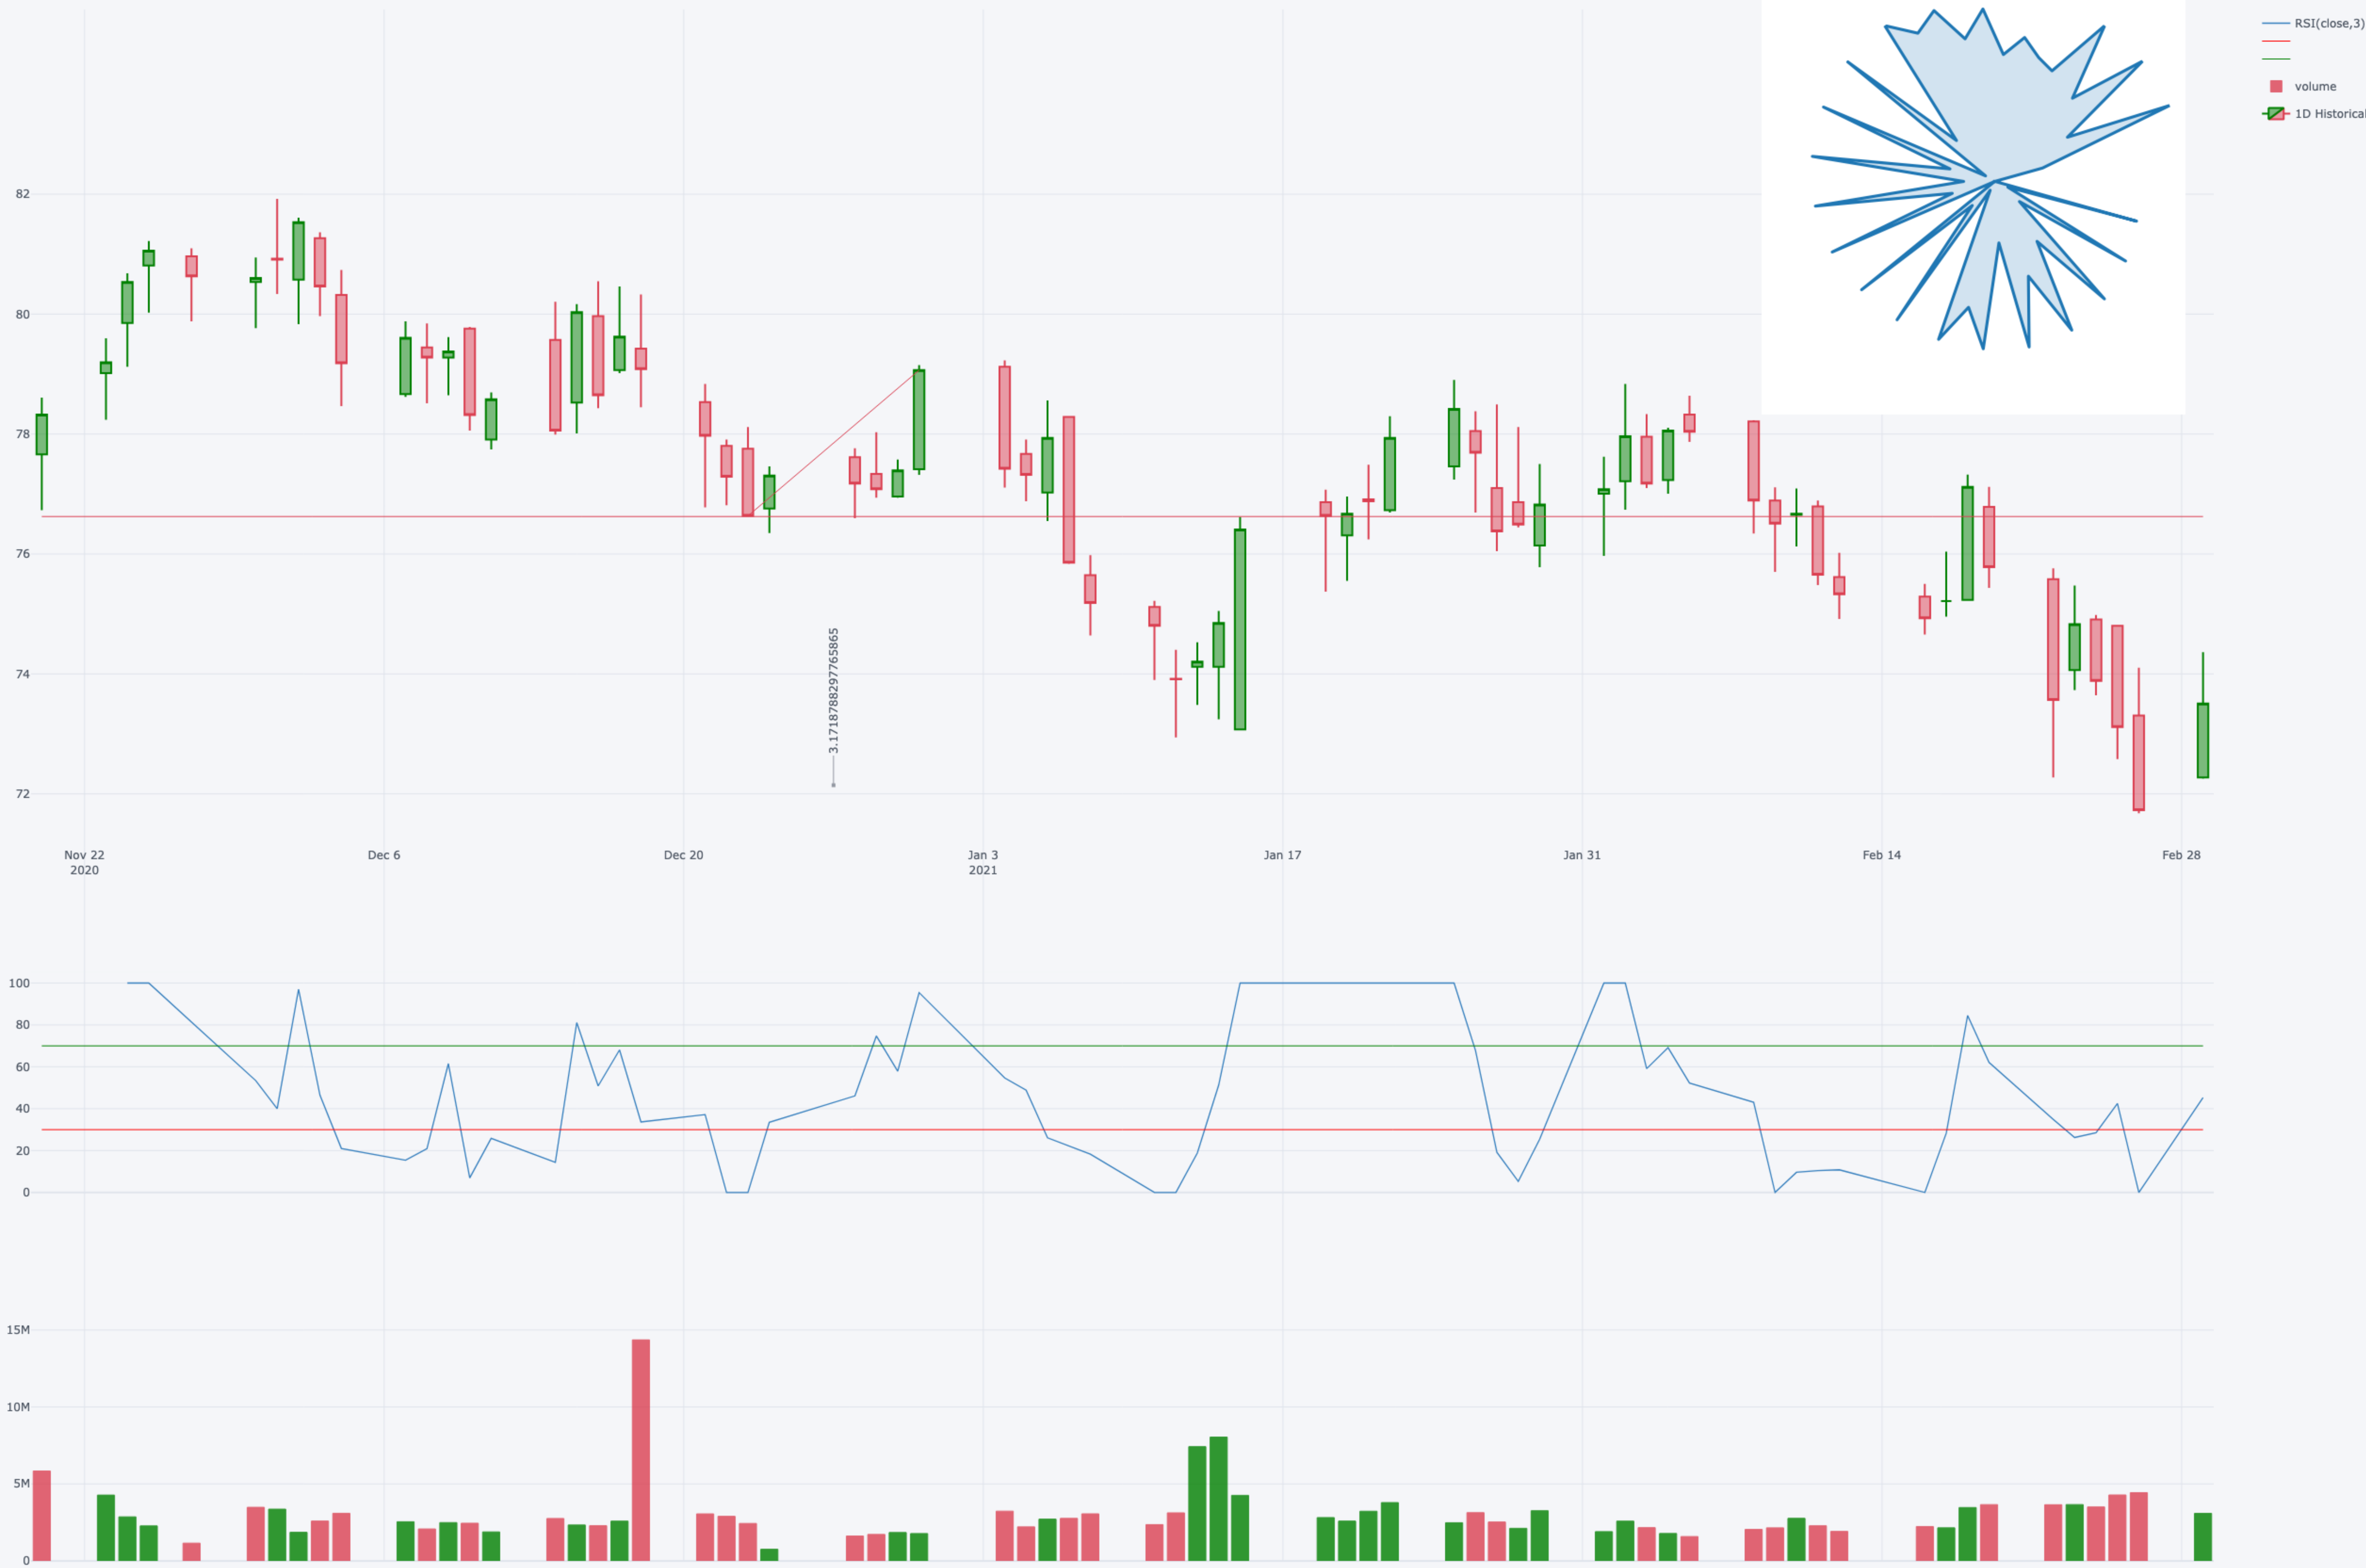 RSI(close,3)
volume
1D Historical
82
80
78
76
74
72
3.1718788297765865
Nov 22
2020
Dec 6
Dec 20
Jan 3
2021
Jan 17
Jan 31
Feb 14
Feb 28
100
80
60
40
20
0
15M
10M
5M
0